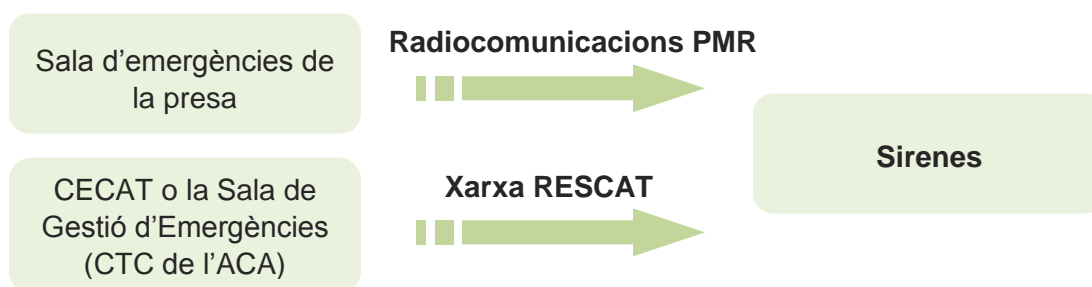 Radiocomunicacions PMR
Sala d’emergències de
la presa
Sirenes
Xarxa RESCAT
CECAT o la Sala de
Gestió d’Emergències
(CTC de l’ACA)